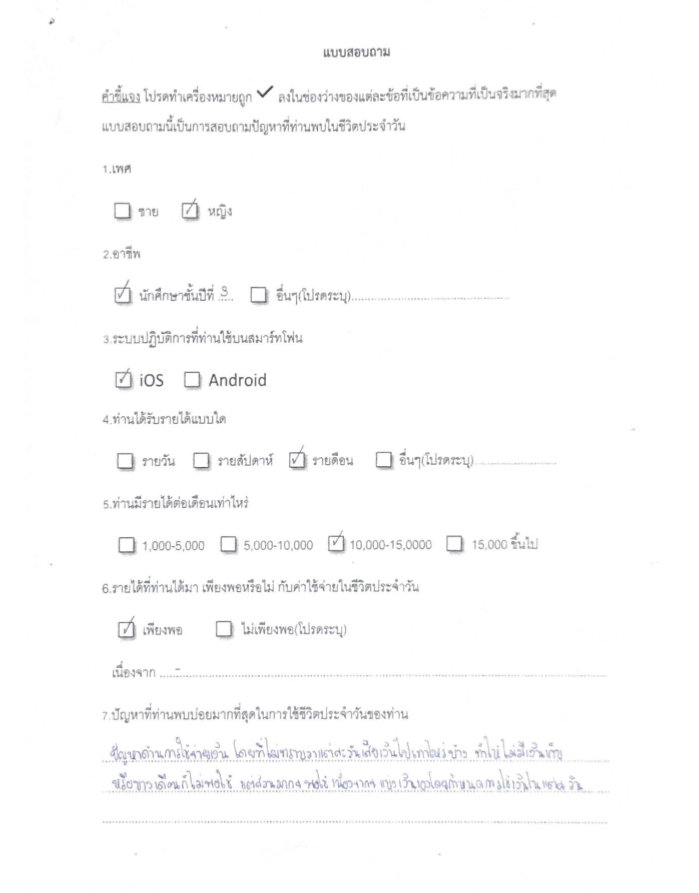 แบบสอบถาม
คำชี้แจง โปรดทำเครื่องหมายถูก ✓ ลงในช่องว่างของแต่ละข้อที่เป็นข้อความที่เป็นจริงมากที่สุด
แบบสอบถามนี้เป็นการสอบถามปัญหาที่ท่านพบในชีวิตประจำวัน
1.เพศ
☐ ชาย ☑ หญิง
2.อาชีพ
☑ นักศึกษาชั้นปีที่ .3.. ☐ อื่นๆ(โปรดระบุ)........................................
3.ระบบปฏิบัติการที่ท่านใช้บนสมาร์ทโฟน
☑ iOS ☐ Android
4.ท่านได้รับรายได้แบบใด
☐ รายวัน ☐ รายสัปดาห์ ☑ รายเดือน ☐ อื่นๆ(โปรดระบุ).....................
5.ท่านมีรายได้ต่อเดือนเท่าไหร่
☐ 1,000-5,000 ☐ 5,000-10,000 ☑ 10,000-15,0000 ☐ 15,000 ขึ้นไป
6.รายได้ที่ท่านได้มา เพียงพอหรือไม่ กับค่าใช้จ่ายในชีวิตประจำวัน
☑ เพียงพอ ☐ ไม่เพียงพอ(โปรดระบุ)
เนื่องจาก .....-..........................................................................
7.ปัญหาที่ท่านพบบ่อยมากที่สุดในการใช้ชีวิตประจำวันของท่าน
ปัญหาด้านการใช้จ่ายเงิน โดยที่ไม่ทราบว่าแต่ละวันเสียเงินไปเท่าไหร่บ้าง ทำให้ไม่มีเงินเก็บ
หรือบางเดือนก็ไม่พอใช้ แต่ส่วนมากจะพอใช้ เนื่องจาก แบ่งเงินเองโดยกำหนดการใช้เงินในแต่ละวัน